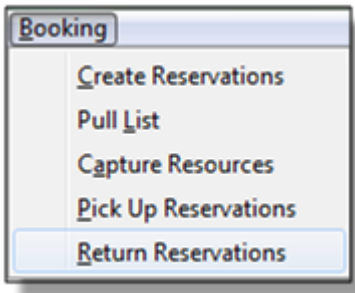 Booking
Create Reservations
Pull List
Capture Resources
Pick Up Reservations
Return Reservations